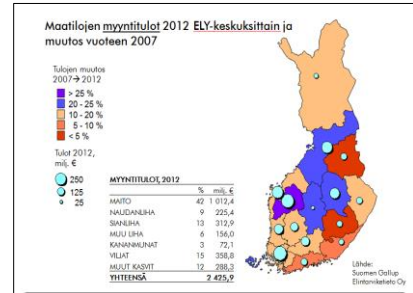 Maatilojen myyntitulot 2012 ELY-keskuksittain ja
muutos vuoteen 2007
Tulojen muutos
2007→2012
> 25 %
20 - 25 %
10 - 20 %
5 - 10 %
< 5 %
Tulot 2012,
milj. €
250
125
25
MYYNTITULOT, 2012
% milj. €
MAITO 42 1 012,4
NAUDANLIHA 9 225,4
SIANLIHA 13 312,9
MUU LIHA 6 156,0
KANANMUNAT 3 72,1
VILJAT 15 358,8
MUUT KASVIT 12 288,3
YHTEENSÄ 2 425,9
Lähde:
Suomen Gallup
Elintarviketieto Oy